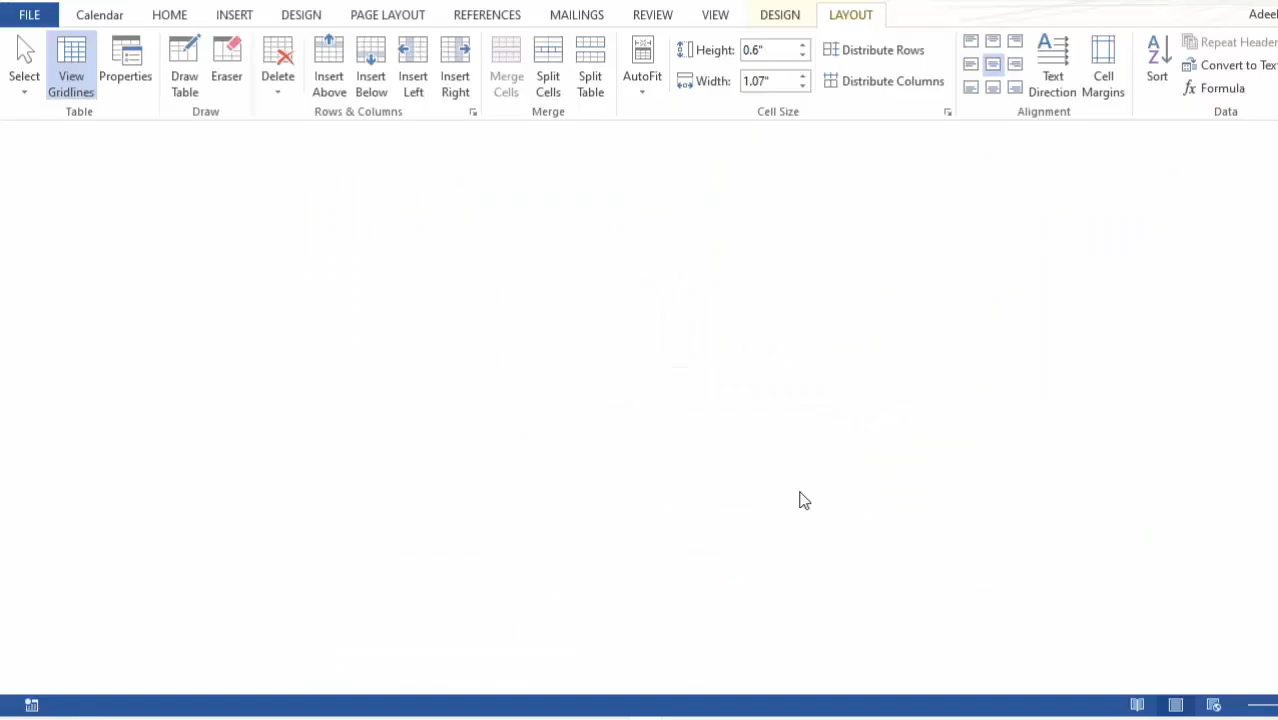 FILE Calendar HOME INSERT DESIGN PAGE LAYOUT REFERENCES MAILINGS REVIEW VIEW DESIGN LAYOUT Adeel
Select
View Gridlines
Properties
Table
Draw Table
Eraser
Draw
Delete
Insert Above
Insert Below
Insert Left
Insert Right
Rows & Columns
Merge Cells
Split Cells
Split Table
Merge
AutoFit
Height: 0.6"
Width: 1.07"
Distribute Rows
Distribute Columns
Cell Size
Text Direction
Cell Margins
Alignment
Sort
Repeat Header
Convert to Tex
Formula
Data